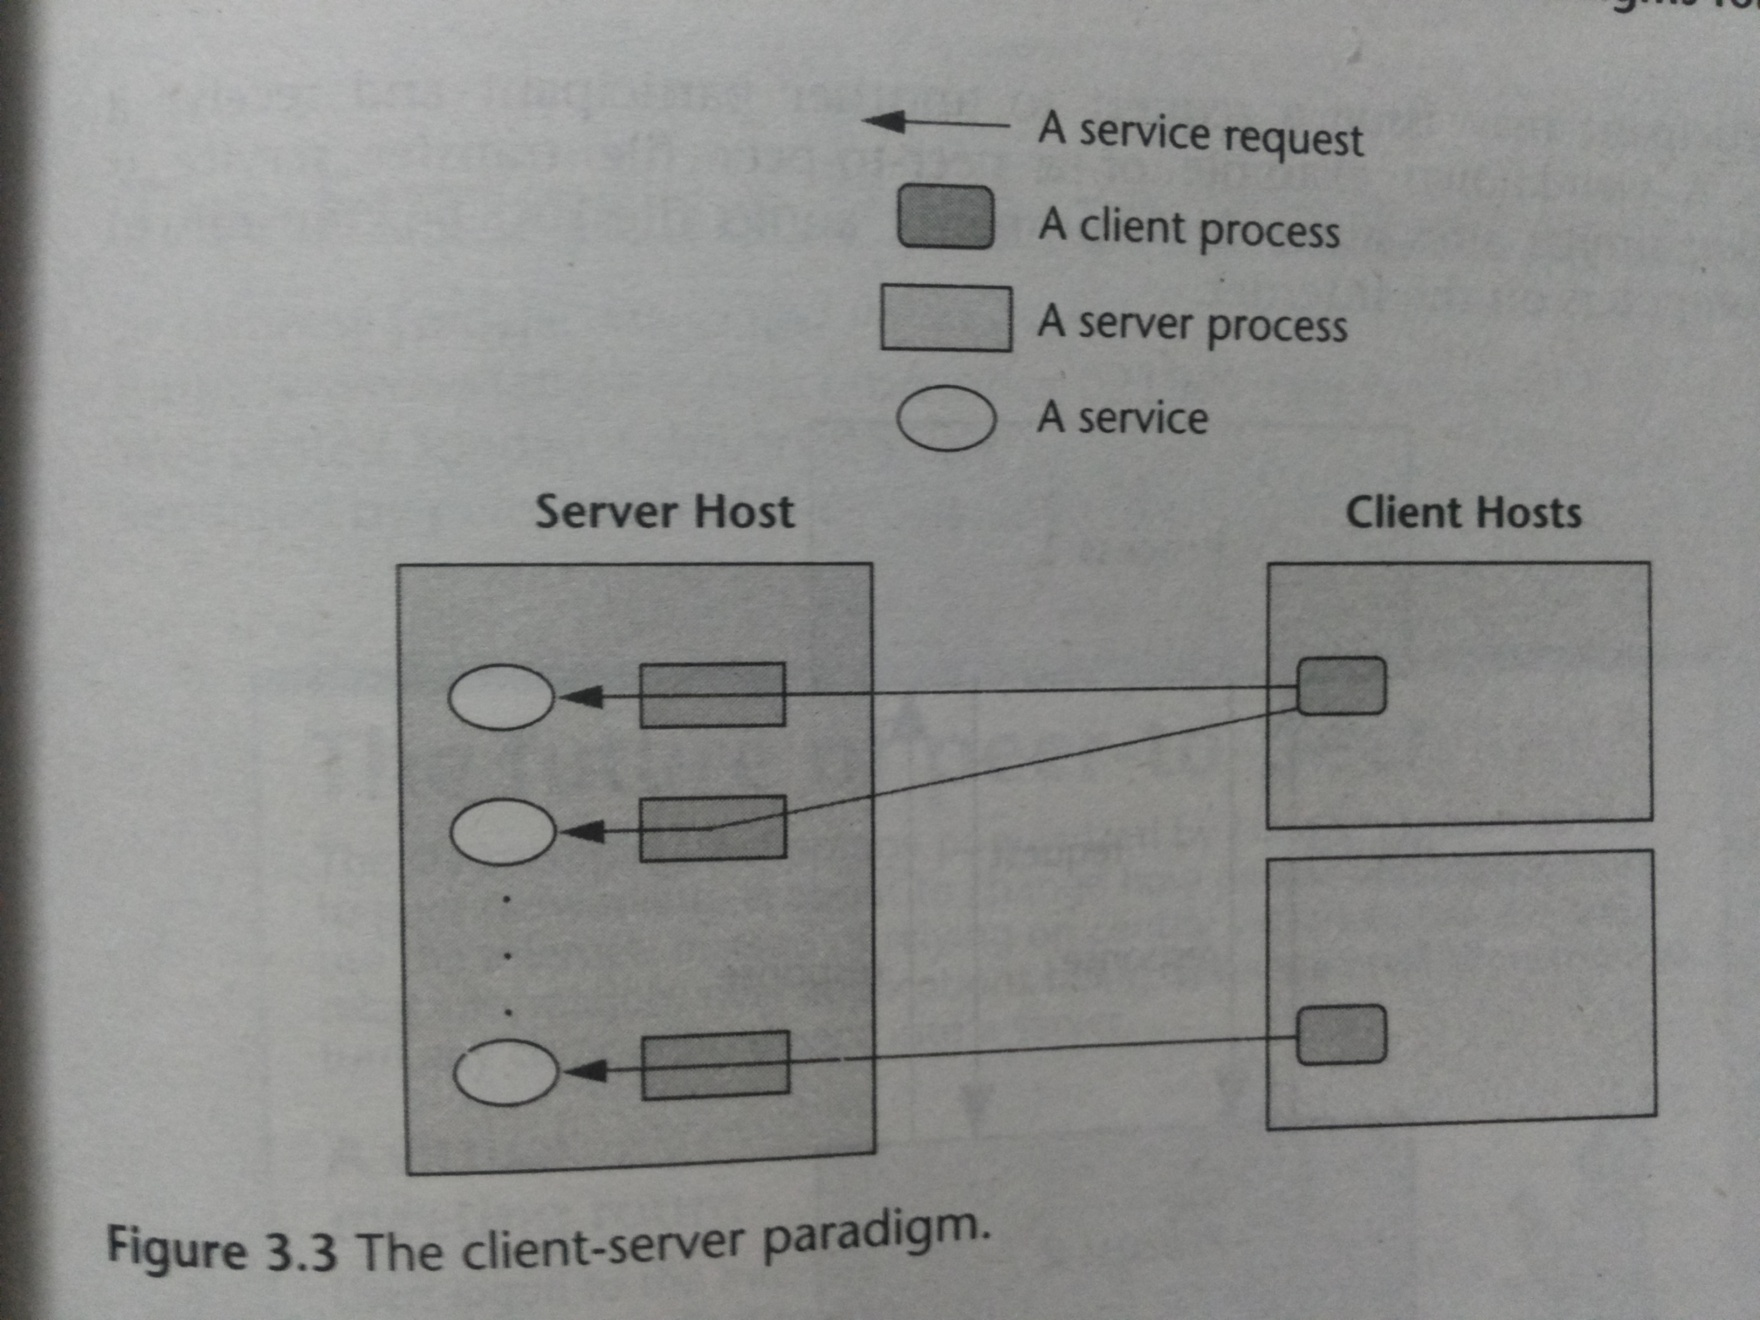 A service request
A client process
A server process
A service
Server Host
Client Hosts
Figure 3.3 The client-server paradigm.